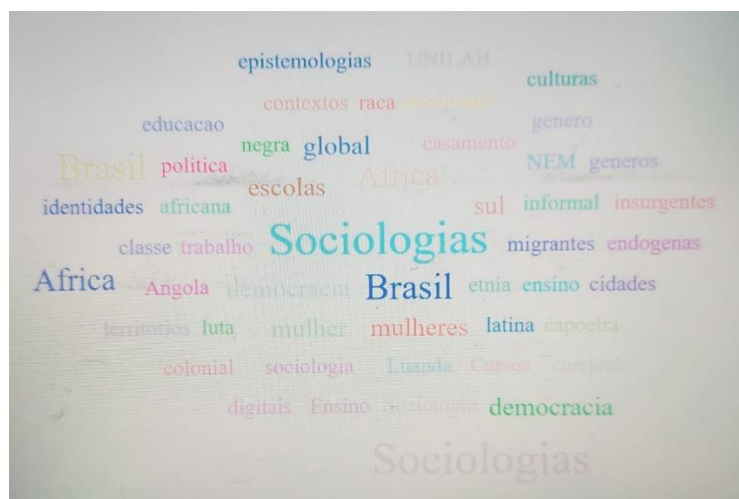 epistemologias UNILAB
culturas
contextos raca
educacao
genero
negra global casamento
Brasil politica
Africa
NEM generos
escolas
identidades africana
sul informal insurgentes
classe trabalho Sociologias migrantes endogenas
Africa Angola democracia Brasil etnia ensino cidades
territorios luta mulher mulheres latina capoeira
colonial sociologia Luanda Cursos curriculo
digitais Ensino democracia
Sociologias